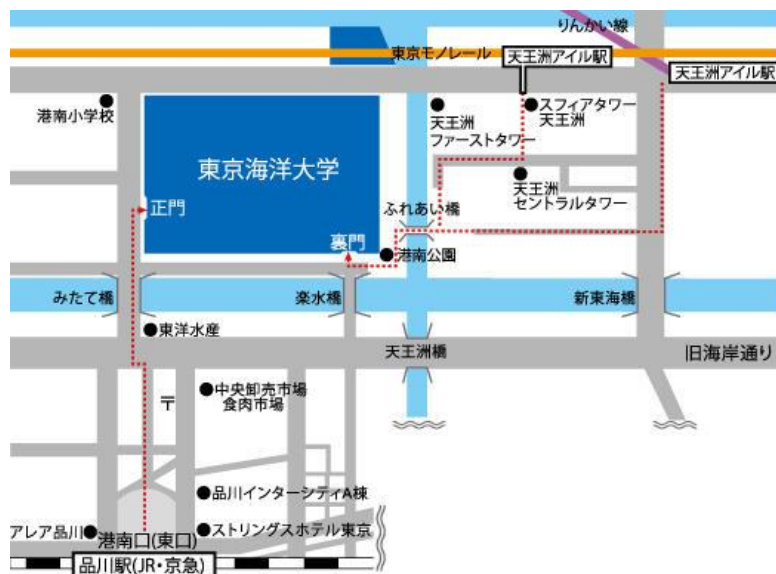 りんかい線
東京モノレール
天王洲アイル駅
天王洲アイル駅
港南小学校
天王洲
ファーストタワー
スフィアタワー
天王洲
東京海洋大学
天王洲
セントラルタワー
正門
ふれあい橋
裏門
港南公園
みたて橋
楽水橋
新東海橋
東洋水産
天王洲橋
旧海岸通り
〒
中央卸売市場
食肉市場
品川インターシティA棟
アレア品川
港南口(東口)
ストリングスホテル東京
品川駅(JR・京急)